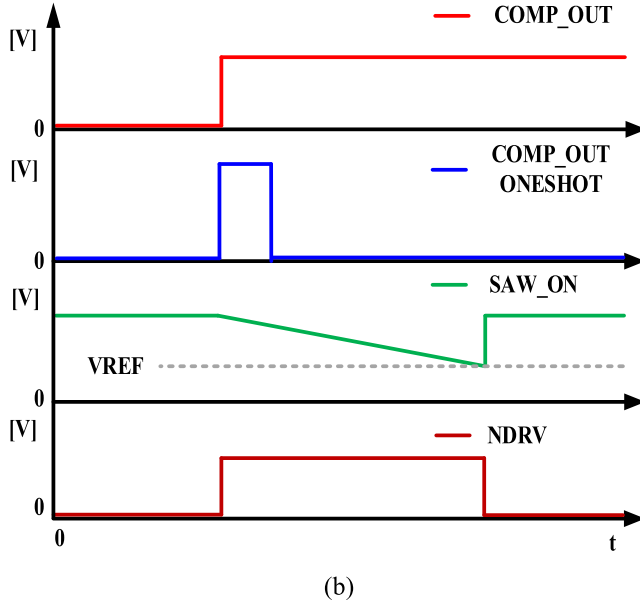 [V]
COMP_OUT
0
[V]
COMP_OUT
ONESHOT
0
[V]
SAW_ON
VREF
0
[V]
NDRV
0
0
t
(b)